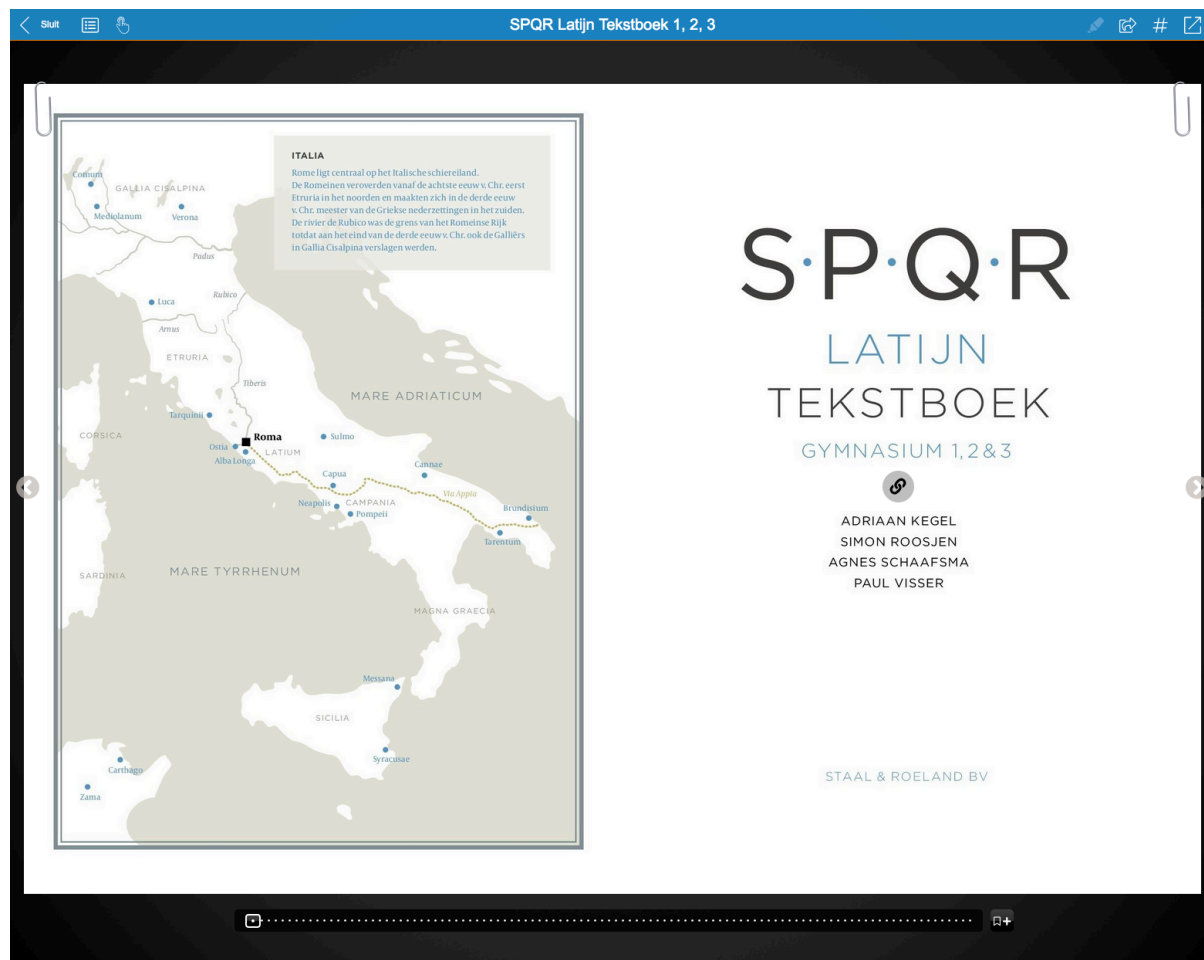 Sluit
SPQR Latijn Tekstboek 1, 2, 3
ITALIA
Rome ligt centraal op het Italische schiereiland.
De Romeinen veroverden vanaf de achtste eeuw v. Chr. eerst
Etruria in het noorden en maakten zich in de derde eeuw
v. Chr. meester van de Griekse nederzettingen in het zuiden.
De rivier de Rubico was de grens van het Romeinse Rijk
totdat aan het eind van de derde eeuw v. Chr. ook de Galliërs
in Gallia Cisalpina verslagen werden.
Comum
GALLIA CISALPINA
Mediolanum
Verona
Padus
Rubico
Luca
Arnus
ETRURIA
Tiberis
MARE ADRIATICUM
Tarquinii
CORSICA
Roma
Sulmo
Ostia
LATIUM
Alba Longa
Cannae
Capua
Via Appia
Neapolis
CAMPANIA
Pompeii
Brundisium
Tarentum
SARDINIA
MARE TYRRHENUM
MAGNA GRAECIA
Messana
SICILIA
Syracusae
Carthago
Zama
S·P·Q·R
LATIJN
TEKSTBOEK
GYMNASIUM 1, 2 & 3
ADRIAAN KEGEL
SIMON ROOSJEN
AGNES SCHAAFSMA
PAUL VISSER
STAAL & ROELAND BV